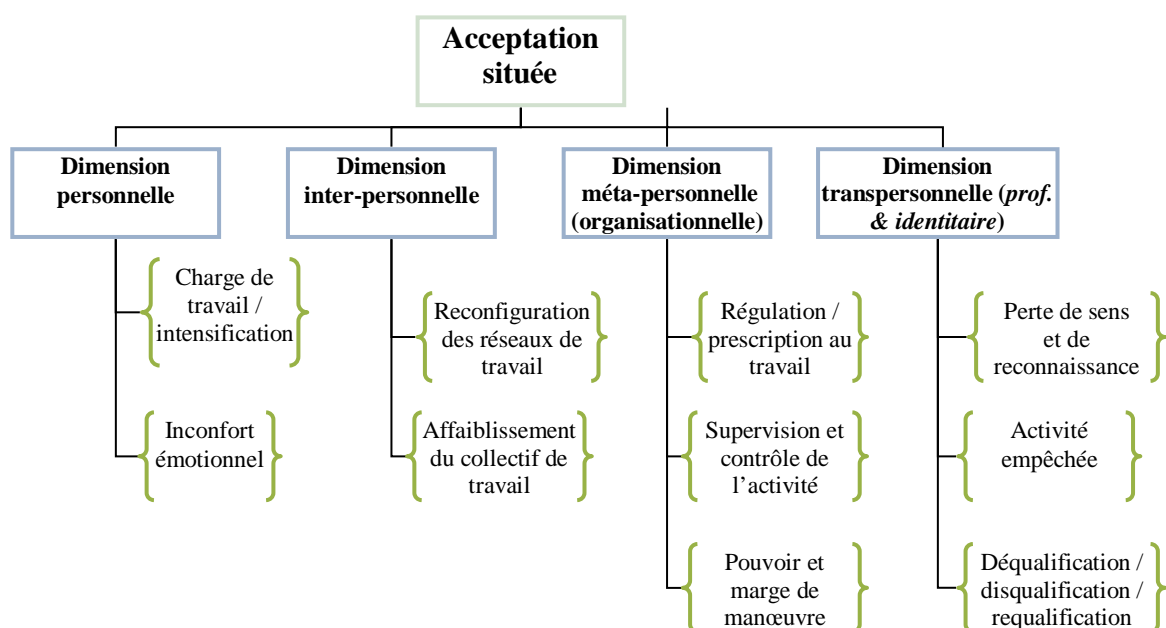 Acceptation
située
Dimension
personnelle
Dimension
inter-personnelle
Dimension
méta-personnelle
(organisationnelle)
Dimension
transpersonnelle (prof.
& identitaire)
Charge de
travail /
intensification
Inconfort
émotionnel
Reconfiguration
des réseaux de
travail
Affaiblissement
du collectif de
travail
Régulation /
prescription au
travail
Supervision et
contrôle de
l’activité
Pouvoir et
marge de
manœuvre
Perte de sens
et de
reconnaissance
Activité
empêchée
Déqualification /
disqualification /
requalification